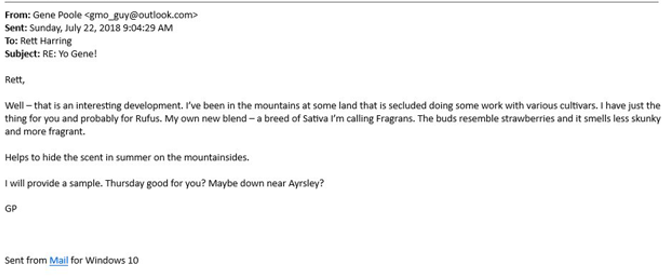 From: Gene Poole <gmo_guy@outlook.com>
Sent: Sunday, July 22, 2018 9:04:29 AM
To: Rett Harring
Subject: RE: Yo Gene!
Rett,
Well – that is an interesting development. I've been in the mountains at some land that is secluded doing some work with various cultivars. I have just the
thing for you and probably for Rufus. My own new blend – a breed of Sativa I'm calling Fragrans. The buds resemble strawberries and it smells less skunky
and more fragrant.
Helps to hide the scent in summer on the mountainsides.
I will provide a sample. Thursday good for you? Maybe down near Ayrsley?
GP
Sent from Mail for Windows 10